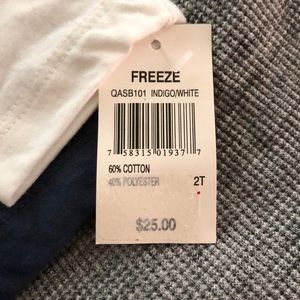 FREEZE
QASB101 INDIGO/WHITE
7 58315 01937 7
60% COTTON
40% POLYESTER 2T
$25.00